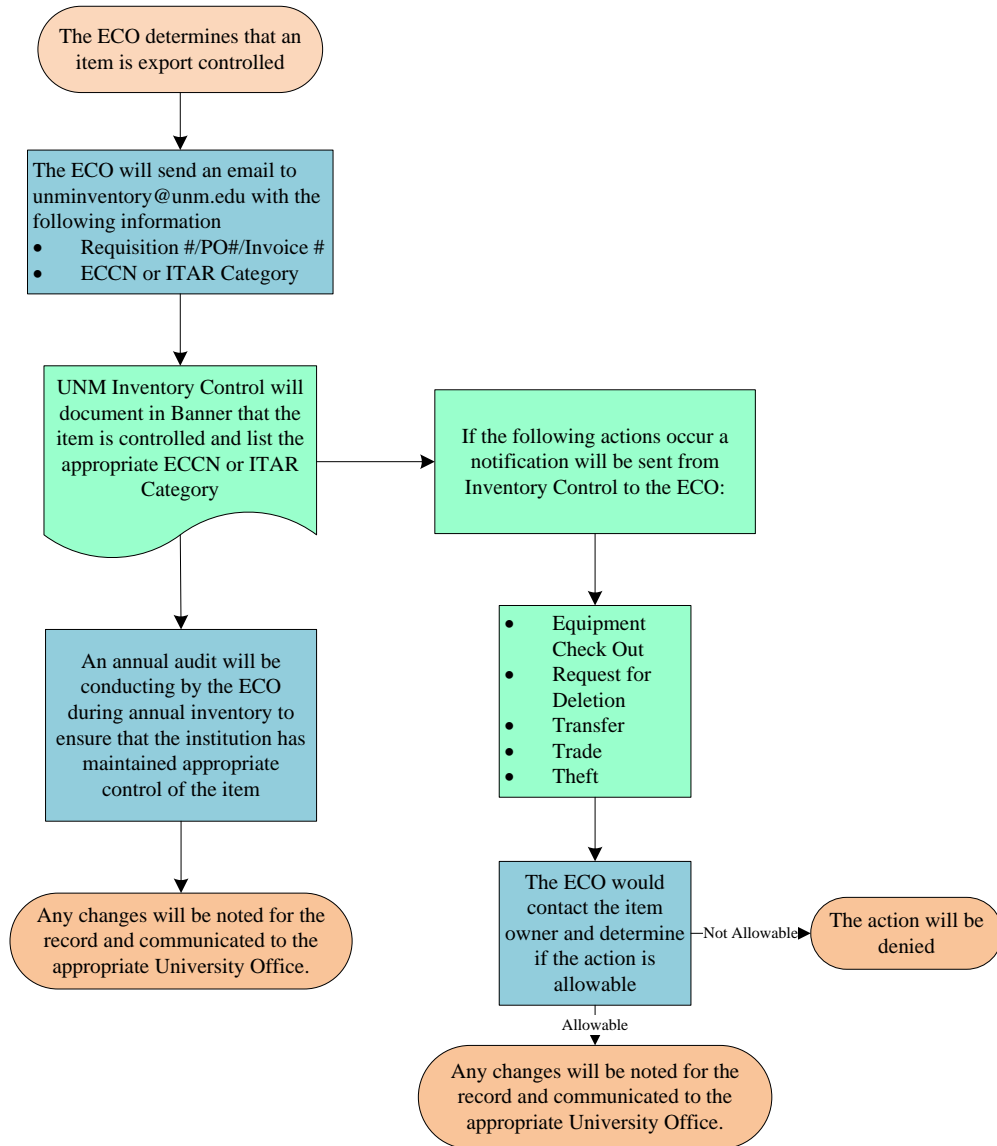 The ECO determines that an
item is export controlled
The ECO will send an email to
unminventory@unm.edu with the
following information
• Requisition #/PO#/Invoice #
• ECCN or ITAR Category
UNM Inventory Control will
document in Banner that the
item is controlled and list the
appropriate ECCN or ITAR
Category
If the following actions occur a
notification will be sent from
Inventory Control to the ECO:
• Equipment
Check Out
• Request for
Deletion
• Transfer
• Trade
• Theft
An annual audit will be
conducting by the ECO
during annual inventory to
ensure that the institution has
maintained appropriate
control of the item
Any changes will be noted for the
record and communicated to the
appropriate University Office.
The ECO would
contact the item
owner and determine
if the action is
allowable
Not Allowable
The action will be
denied
Allowable
Any changes will be noted for the
record and communicated to the
appropriate University Office.